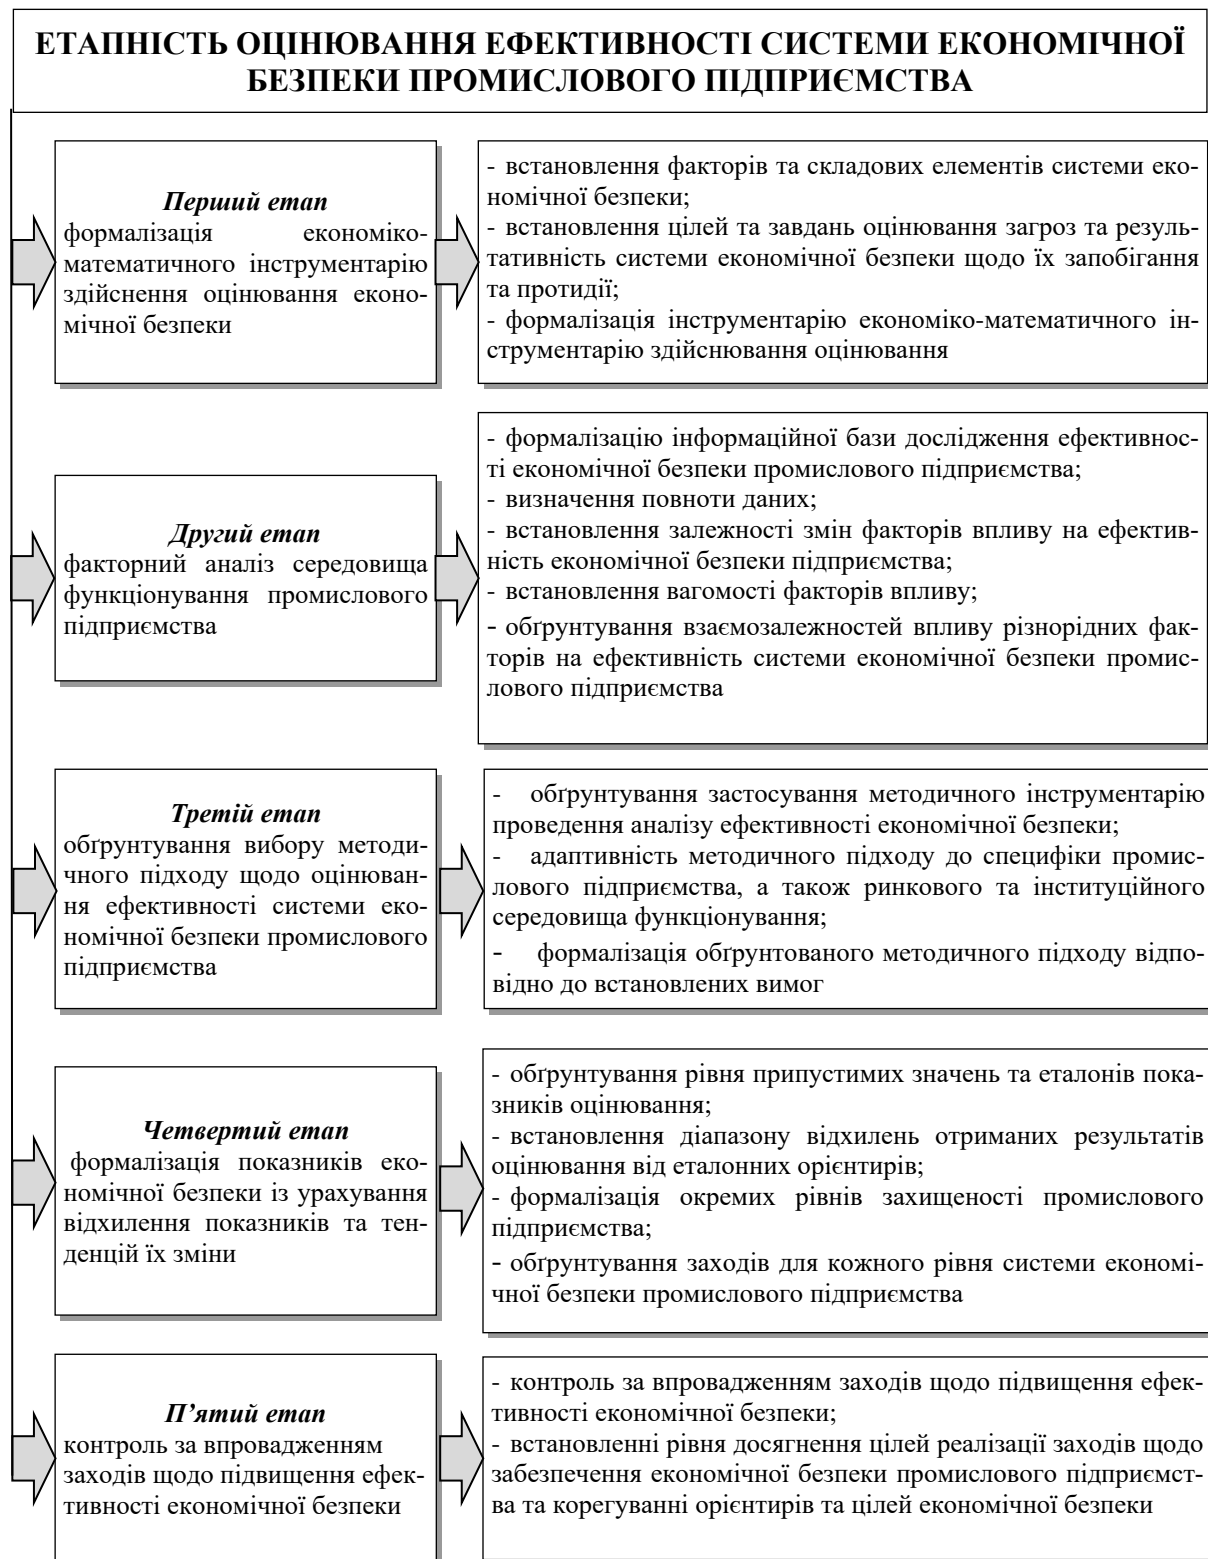 ЕТАПНІСТЬ ОЦІНЮВАННЯ ЕФЕКТИВНОСТІ СИСТЕМИ ЕКОНОМІЧНОЇ
БЕЗПЕКИ ПРОМИСЛОВОГО ПІДПРИЄМСТВА
Перший етап
формалізація економіко-
математичного інструментарію
здійснення оцінювання еконо-
мічної безпеки
- встановлення факторів та складових елементів системи еко-
номічної безпеки;
- встановлення цілей та завдань оцінювання загроз та резуль-
тативність системи економічної безпеки щодо їх запобігання
та протидії;
- формалізація інструментарію економіко-математичного ін-
струментарію здійснювання оцінювання
Другий етап
факторний аналіз середовища
функціонування промислового
підприємства
- формалізацію інформаційної бази дослідження ефективнос-
ті економічної безпеки промислового підприємства;
- визначення повноти даних;
- встановлення залежності змін факторів впливу на ефектив-
ність економічної безпеки підприємства;
- встановлення вагомості факторів впливу;
- обґрунтування взаємозалежностей впливу різнорідних фак-
торів на ефективність системи економічної безпеки промис-
лового підприємства
Третій етап
обґрунтування вибору методи-
чного підходу щодо оцінюван-
ня ефективності системи еко-
номічної безпеки промислового
підприємства
- обґрунтування застосування методичного інструментарію
проведення аналізу ефективності економічної безпеки;
- адаптивність методичного підходу до специфіки промис-
лового підприємства, а також ринкового та інституційного
середовища функціонування;
- формалізація обґрунтованого методичного підходу відпо-
відно до встановлених вимог
Четвертий етап
формалізація показників еко-
номічної безпеки із урахування
відхилення показників та тен-
денцій їх зміни
- обґрунтування рівня припустимих значень та еталонів пока-
зників оцінювання;
- встановлення діапазону відхилень отриманих результатів
оцінювання від еталонних орієнтирів;
- формалізація окремих рівнів захищеності промислового
підприємства;
- обґрунтування заходів для кожного рівня системи економі-
чної безпеки промислового підприємства
П’ятий етап
контроль за впровадженням
заходів щодо підвищення ефек-
тивності економічної безпеки
- контроль за впровадженням заходів щодо підвищення ефек-
тивності економічної безпеки;
- встановленні рівня досягнення цілей реалізації заходів щодо
забезпечення економічної безпеки промислового підприємст-
ва та корегуванні орієнтирів та цілей економічної безпеки